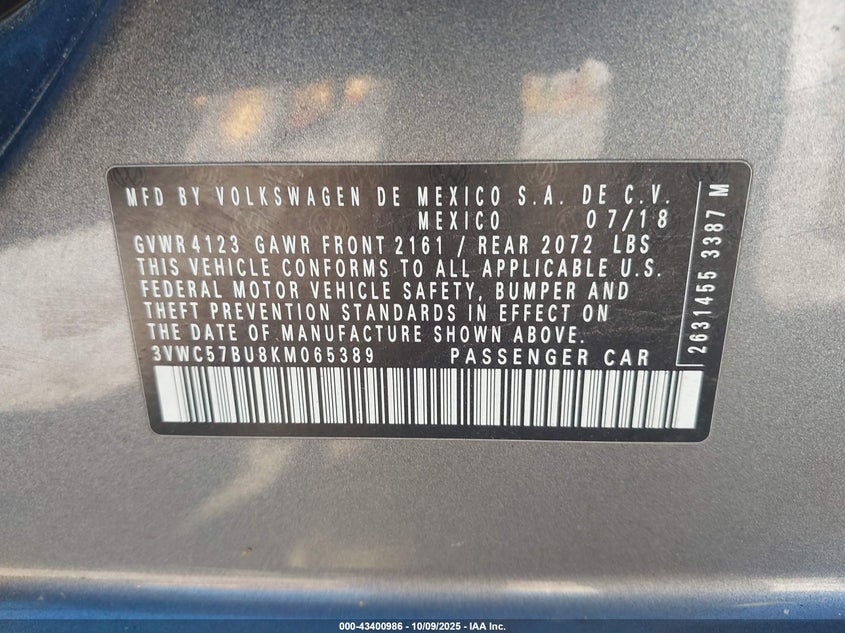 MFD BY VOLKSWAGEN DE MEXICO S.A. DE C.V.
MEXICO 07/18
GVWR 4123 GAWR FRONT 2161 / REAR 2072 LBS
THIS VEHICLE CONFORMS TO ALL APPLICABLE U.S.
FEDERAL MOTOR VEHICLE SAFETY, BUMPER AND
THEFT PREVENTION STANDARDS IN EFFECT ON
THE DATE OF MANUFACTURE SHOWN ABOVE.
3VWC57BU8KM065389 PASSENGER CAR
2631455 3387 M
000-43400986 - 10/09/2025 - IAA Inc.